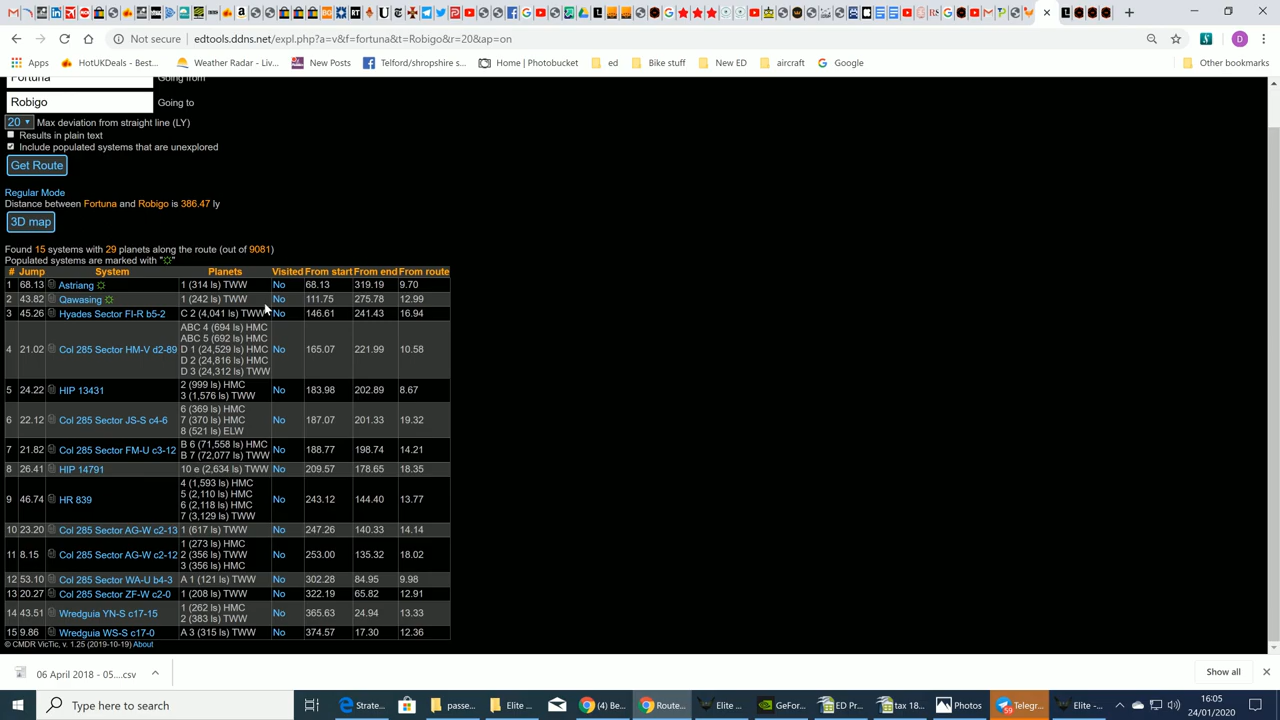 Not secure
edtools.ddns.net/expl.php?a=v&f=fortuna&t=Robigo&r=20&ap=on
Apps
HotUKDeals - Best...
Weather Radar - Liv...
New Posts
Telford/shropshire s...
Home | Photobucket
ed
Bike stuff
New ED
aircraft
Google
Other bookmarks
Fortuna Going from
Robigo Going to
20 Max deviation from straight line (LY)
Results in plain text
Include populated systems that are unexplored
Get Route
Regular Mode
Distance between Fortuna and Robigo is 386.47 ly
3D map
Found 15 systems with 29 planets along the route (out of 9081)
Populated systems are marked with "☼"
# Jump System Planets Visited From start From end From route
1 68.13 Astriang ☼ 1 (314 ls) TWW No 68.13 319.19 9.70
2 43.82 Qawasing ☼ 1 (242 ls) TWW No 111.75 275.78 12.99
3 45.26 Hyades Sector FI-R b5-2 C 2 (4,041 ls) TWW No 146.61 241.43 16.94
ABC 4 (694 ls) HMC
ABC 5 (692 ls) HMC
4 21.02 Col 285 Sector HM-V d2-89 D 1 (24,529 ls) HMC No 165.07 221.99 10.58
D 2 (24,816 ls) HMC
D 3 (24,312 ls) TWW
5 24.22 HIP 13431 2 (999 ls) HMC No 183.98 202.89 8.67
3 (1,576 ls) TWW
6 (369 ls) HMC
6 22.12 Col 285 Sector JS-S c4-6 7 (370 ls) HMC No 187.07 201.33 19.32
8 (521 ls) ELW
7 21.82 Col 285 Sector FM-U c3-12 B 6 (71,558 ls) HMC No 188.77 198.74 14.21
B 7 (72,077 ls) TWW
8 26.41 HIP 14791 10 e (2,634 ls) TWW No 209.57 178.65 18.35
4 (1,593 ls) HMC
9 46.74 HR 839 5 (2,110 ls) HMC No 243.12 144.40 13.77
6 (2,118 ls) HMC
7 (3,129 ls) TWW
10 23.20 Col 285 Sector AG-W c2-13 1 (617 ls) TWW No 247.26 140.33 14.14
1 (273 ls) HMC
11 8.15 Col 285 Sector AG-W c2-12 2 (356 ls) TWW No 253.00 135.32 18.02
3 (356 ls) HMC
12 53.10 Col 285 Sector WA-U b4-3 A 1 (121 ls) TWW No 302.28 84.95 9.98
13 20.27 Col 285 Sector ZF-W c2-0 1 (208 ls) TWW No 322.19 65.82 12.91
14 43.51 Wredguia YN-S c17-15 1 (262 ls) HMC No 365.63 24.94 13.33
2 (383 ls) TWW
15 9.86 Wredguia WS-S c17-0 A 3 (315 ls) TWW No 374.57 17.30 12.36
© CMDR VicTic, v. 1.25 (2019-10-19) About
06 April 2018 - 05....csv
Show all
Type here to search
Strate...
passe...
Elite ...
(4) Be...
Route...
Elite ...
GeFor...
ED Pr...
tax 18...
Photos
59
Telegr...
Elite -...
16:05
24/01/2020